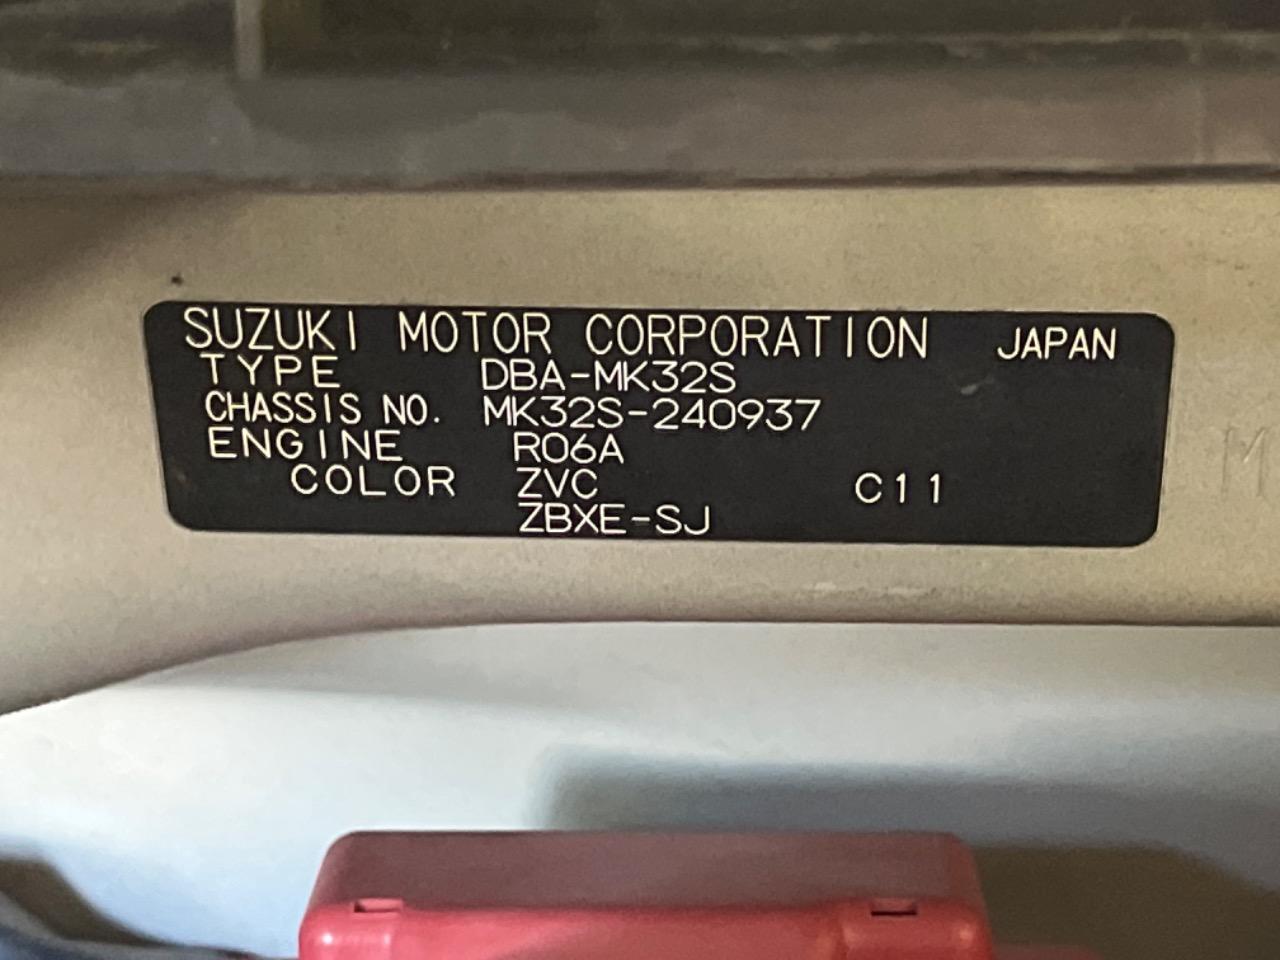 SUZUKI MOTOR CORPORATION JAPAN
TYPE DBA-MK32S
CHASSIS NO. MK32S-240937
ENGINE R06A
COLOR ZVC C11
ZBXE-SJ